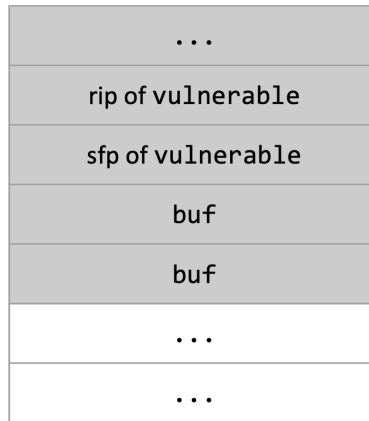 ...
rip of vulnerable
sfp of vulnerable
buf
buf
...
...